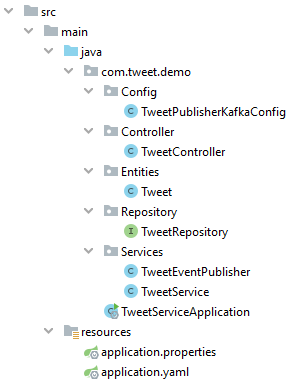 src
main
java
com.tweet.demo
Config
TweetPublisherKafkaConfig
Controller
TweetController
Entities
Tweet
Repository
TweetRepository
Services
TweetEventPublisher
TweetService
TweetServiceApplication
resources
application.properties
application.yaml